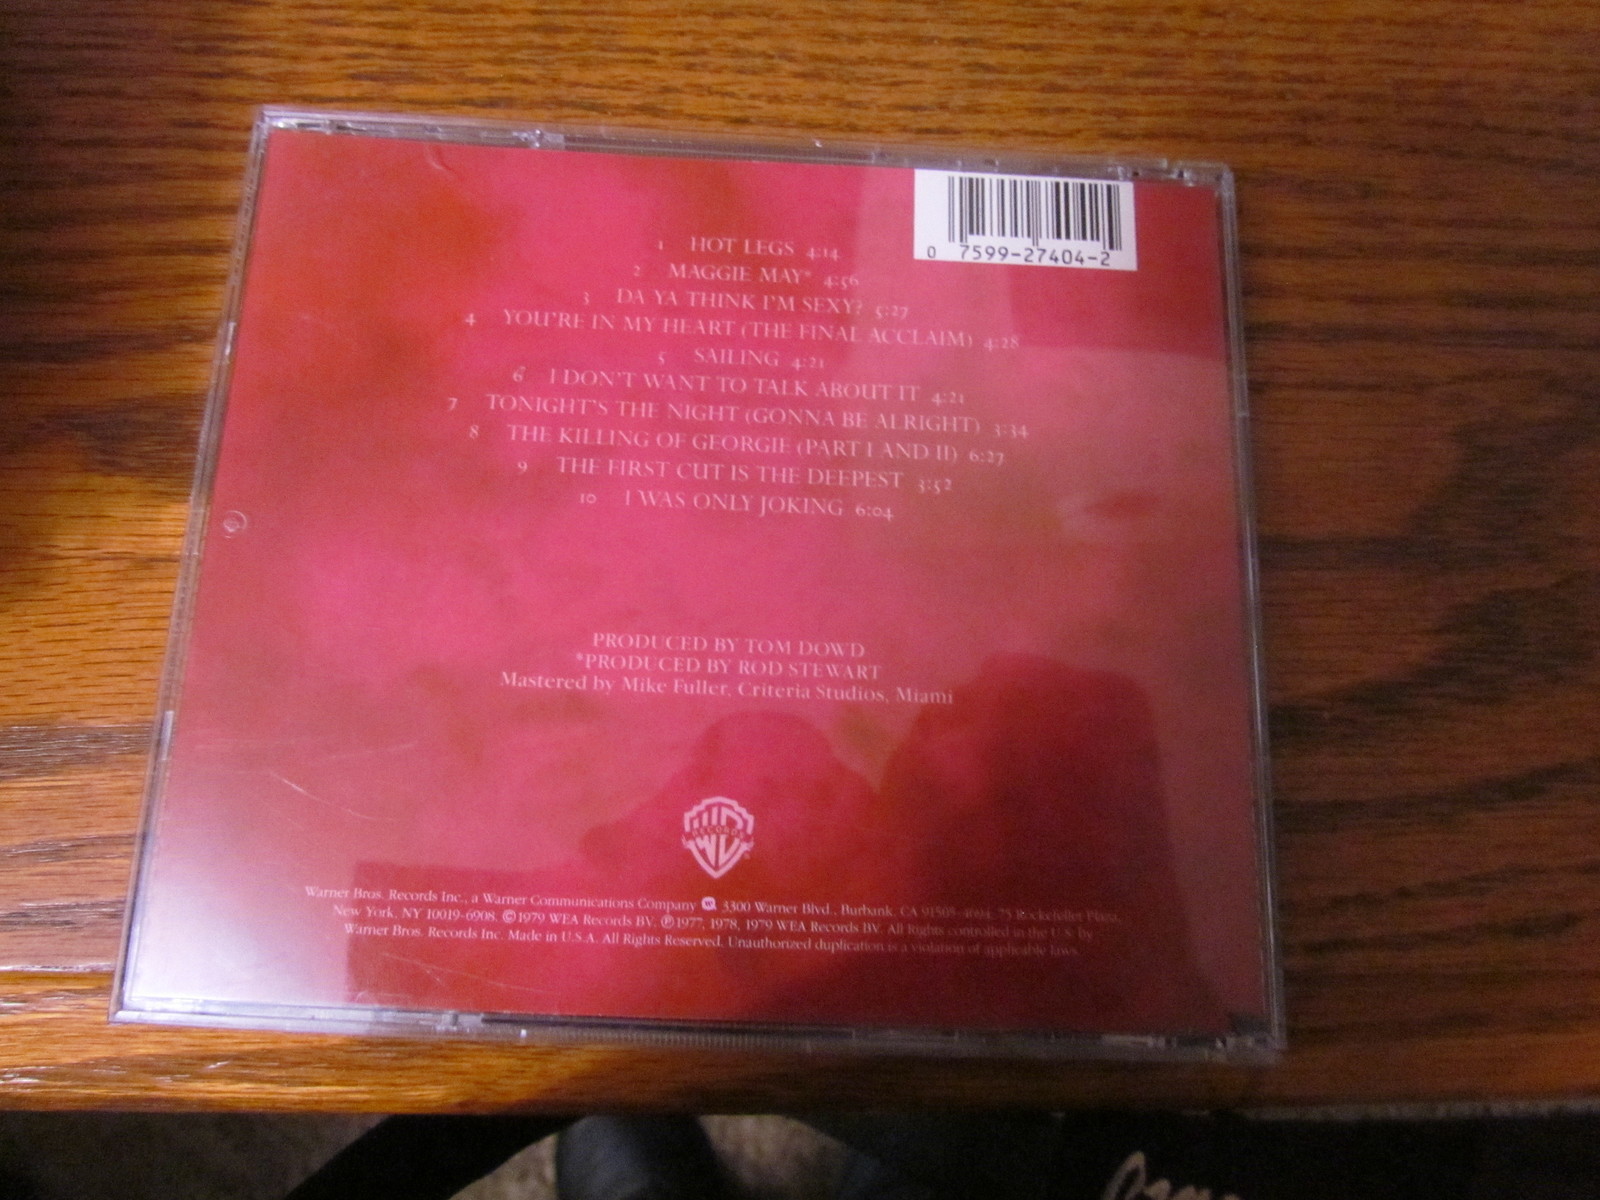 0 7599-27404-2
1 HOT LEGS 4:14
2 MAGGIE MAY* 4:56
3 DA YA THINK I'M SEXY? 5:27
4 YOU'RE IN MY HEART (THE FINAL ACCLAIM) 4:28
5 SAILING 4:21
6 I DON'T WANT TO TALK ABOUT IT 4:21
7 TONIGHT'S THE NIGHT (GONNA BE ALRIGHT) 3:34
8 THE KILLING OF GEORGIE (PART I AND II) 6:27
9 THE FIRST CUT IS THE DEEPEST 3:52
10 I WAS ONLY JOKING 6:04
PRODUCED BY TOM DOWD
*PRODUCED BY ROD STEWART
Mastered by Mike Fuller, Criteria Studios, Miami
RECORDS
Warner Bros. Records Inc., a Warner Communications Company 3300 Warner Blvd., Burbank, CA 91505-4694; 75 Rockefeller Plaza,
New York, NY 10019-6908. ©1979 WEA Records BV. ℗1977, 1978, 1979 WEA Records BV. All Rights controlled in the U.S. by
Warner Bros. Records Inc. Made in U.S.A. All Rights Reserved. Unauthorized duplication is a violation of applicable laws.